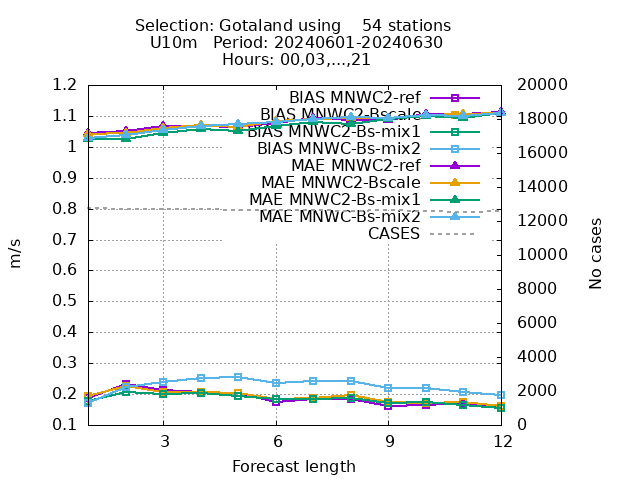 Selection: Gotaland using    54 stations
U10m   Period: 20240601-20240630
Hours: 00,03,...,21
1.2
1.1
1
0.9
0.8
0.7
0.6
0.5
0.4
0.3
0.2
0.1
m/s
BIAS MNWC2-ref
BIAS MNWC2-Bscale
BIAS MNWC2-Bs-mix1
BIAS MNWC-Bs-mix2
MAE MNWC2-ref
MAE MNWC2-Bscale
MAE MNWC2-Bs-mix1
MAE MNWC-Bs-mix2
CASES
20000
18000
16000
14000
12000
10000
8000
6000
4000
2000
0
No cases
3 6 9 12
Forecast length